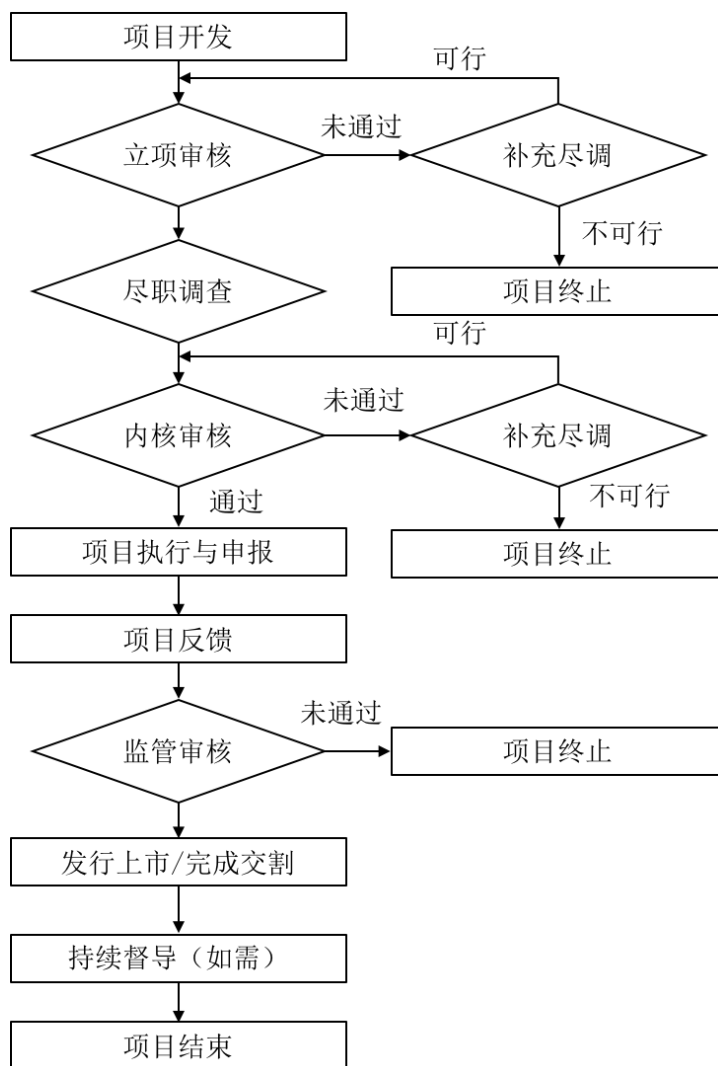 项目开发
可行
立项审核
未通过
补充尽调
不可行
尽职调查
项目终止
可行
内核审核
未通过
补充尽调
通过
不可行
项目执行与申报
项目终止
项目反馈
未通过
监管审核
项目终止
发行上市/完成交割
持续督导（如需）
项目结束